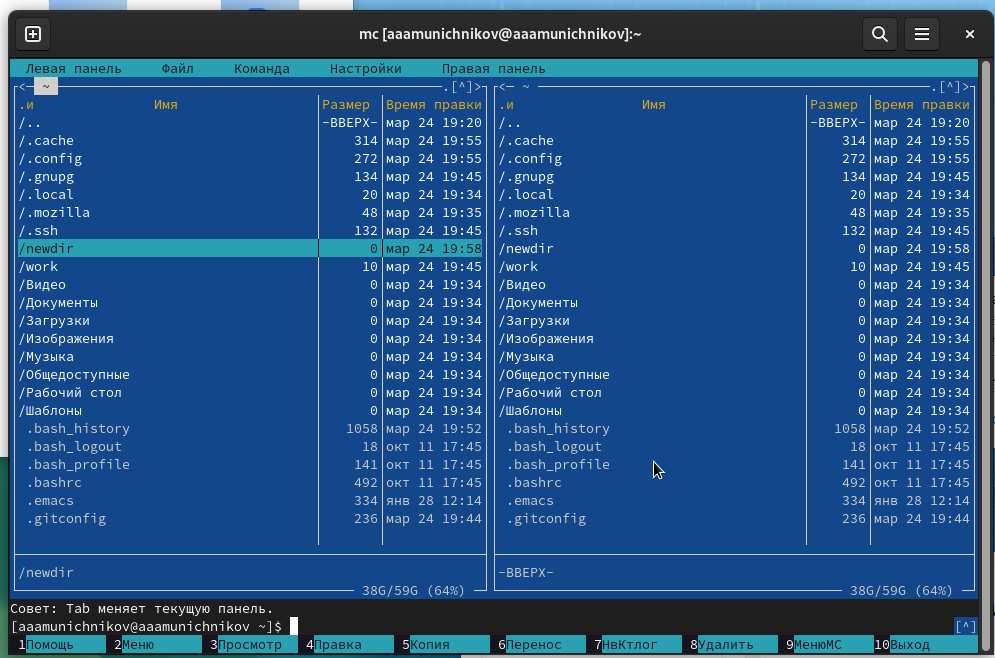 mc [aaamunichnikov@aaamunichnikov]:~
Левая панель Файл Команда Настройки Правая панель
<— ~ .[^]> <— ~ .[^]>
.и Имя Размер Время правки .и Имя Размер Время правки
/.. -ВВЕРХ- мар 24 19:20 /.. -ВВЕРХ- мар 24 19:20
/.cache 314 мар 24 19:55 /.cache 314 мар 24 19:55
/.config 272 мар 24 19:55 /.config 272 мар 24 19:55
/.gnupg 134 мар 24 19:45 /.gnupg 134 мар 24 19:45
/.local 20 мар 24 19:34 /.local 20 мар 24 19:34
/.mozilla 48 мар 24 19:35 /.mozilla 48 мар 24 19:35
/.ssh 132 мар 24 19:45 /.ssh 132 мар 24 19:45
/newdir 0 мар 24 19:58 /newdir 0 мар 24 19:58
/work 10 мар 24 19:45 /work 10 мар 24 19:45
/Видео 0 мар 24 19:34 /Видео 0 мар 24 19:34
/Документы 0 мар 24 19:34 /Документы 0 мар 24 19:34
/Загрузки 0 мар 24 19:34 /Загрузки 0 мар 24 19:34
/Изображения 0 мар 24 19:34 /Изображения 0 мар 24 19:34
/Музыка 0 мар 24 19:34 /Музыка 0 мар 24 19:34
/Общедоступные 0 мар 24 19:34 /Общедоступные 0 мар 24 19:34
/Рабочий стол 0 мар 24 19:34 /Рабочий стол 0 мар 24 19:34
/Шаблоны 0 мар 24 19:34 /Шаблоны 0 мар 24 19:34
.bash_history 1058 мар 24 19:52 .bash_history 1058 мар 24 19:52
.bash_logout 18 окт 11 17:45 .bash_logout 18 окт 11 17:45
.bash_profile 141 окт 11 17:45 .bash_profile 141 окт 11 17:45
.bashrc 492 окт 11 17:45 .bashrc 492 окт 11 17:45
.emacs 334 янв 28 12:14 .emacs 334 янв 28 12:14
.gitconfig 236 мар 24 19:44 .gitconfig 236 мар 24 19:44
/newdir -ВВЕРХ-
38G/59G (64%) 38G/59G (64%)
Совет: Tab меняет текущую панель.
[aaamunichnikov@aaamunichnikov ~]$ [^]
1Помощь 2Меню 3Просмотр 4Правка 5Копия 6Перенос 7НвКтлог 8Удалить 9МенюМС 10Выход